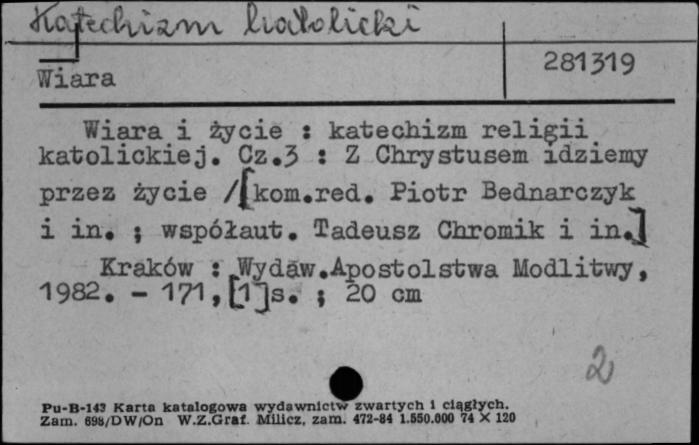 Katechizm katolicki
Wiara
281319
Wiara i życie : katechizm religii
katolickiej. Cz.3 : Z Chrystusem idziemy
przez życie /[kom.red. Piotr Bednarczyk
i in. ; współaut. Tadeusz Chromik i in.]
Kraków : Wydaw.Apostolstwa Modlitwy,
1982. - 171,[1]s. ; 20 cm
2
Pu-B-143 Karta katalogowa wydawnictw zwartych i ciągłych.
Zam. 698/DW/On W.Z.Graf. Milicz, zam. 472-84 1.550.000 74 X 120